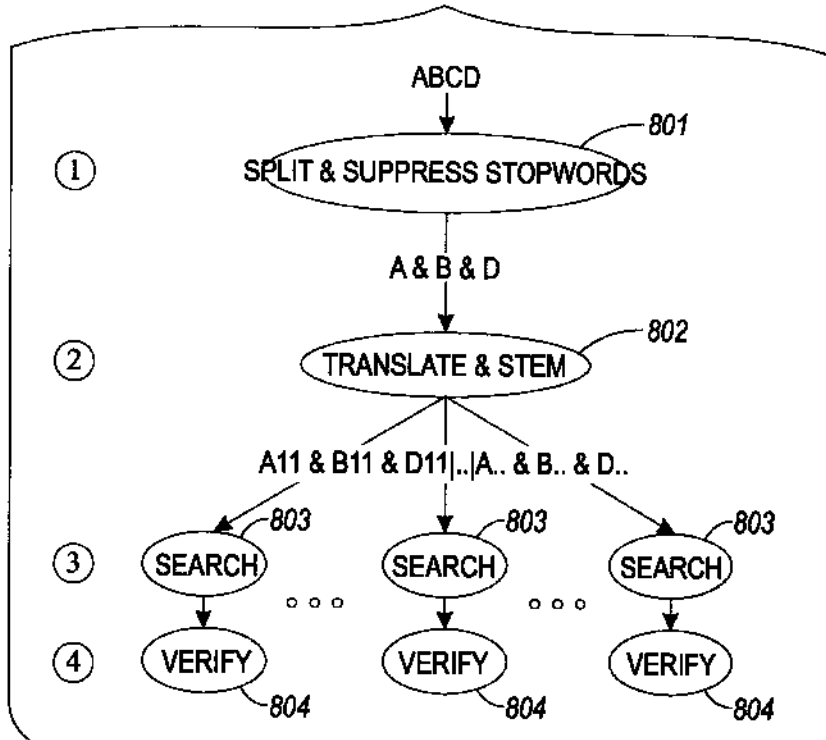 ABCD
801
① SPLIT & SUPPRESS STOPWORDS
A & B & D
802
② TRANSLATE & STEM
A11 & B11 & D11|..|A.. & B.. & D..
803 803 803
③ SEARCH SEARCH SEARCH
④ VERIFY VERIFY VERIFY
804 804 804